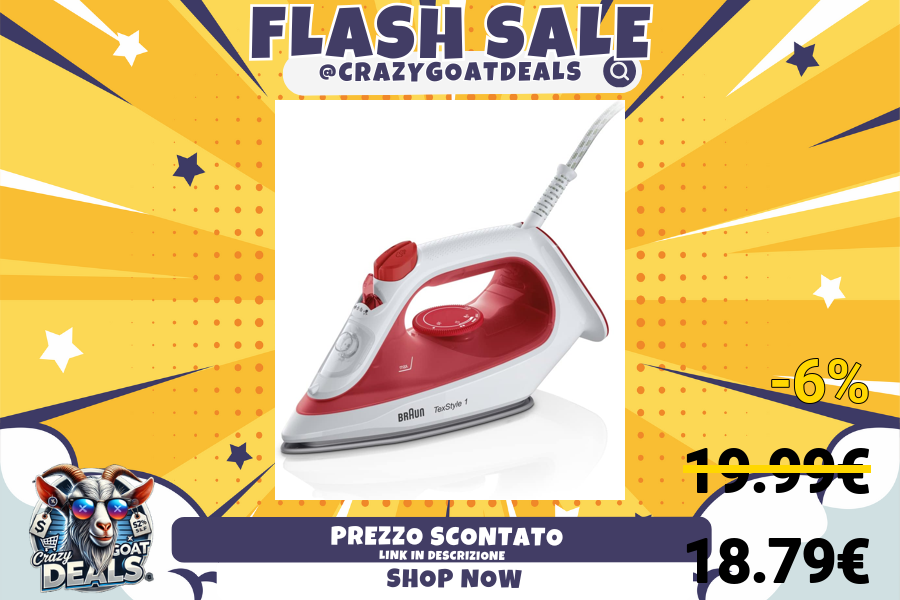 FLASH SALE
@CRAZYGOATDEALS
BRAUN TexStyle 1
-6%
19.99€
18.79€
PREZZO SCONTATO
LINK IN DESCRIZIONE
SHOP NOW
$
52%
Crazy
GOAT
DEALS